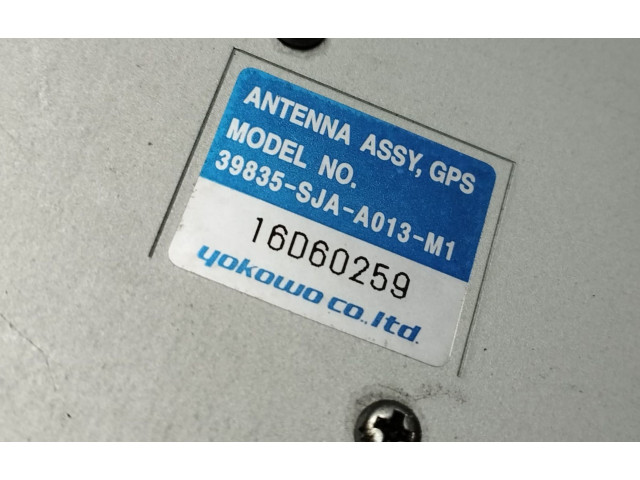 ANTENNA ASSY, GPS
MODEL NO.
39835-SJA-A013-M1
16D60259
yokowo co., ltd.